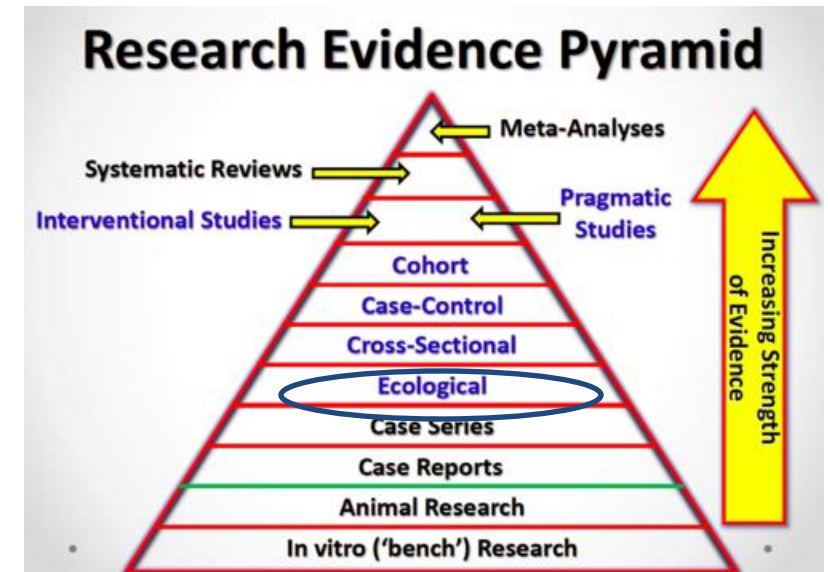 Research Evidence Pyramid
Meta-Analyses
Systematic Reviews
Interventional Studies
Pragmatic
Studies
Cohort
Case-Control
Cross-Sectional
Ecological
Case Series
Case Reports
Animal Research
In vitro ('bench') Research
Increasing Strength
of Evidence